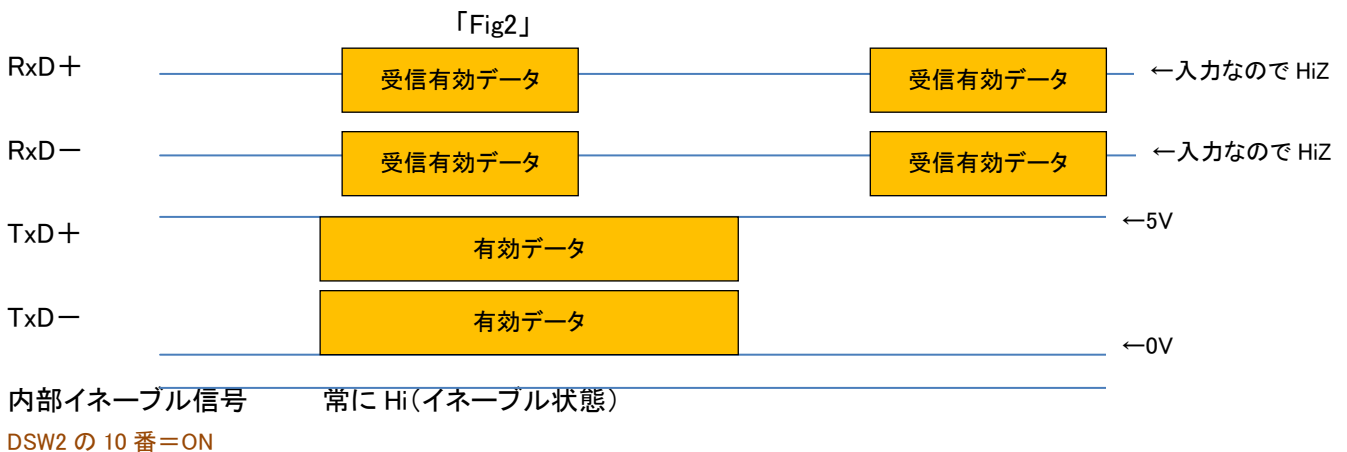 「Fig2」
RxD＋ 受信有効データ 受信有効データ ←入力なので HiZ
RxD－ 受信有効データ 受信有効データ ←入力なので HiZ
←5V
TxD＋ 有効データ
TxD－ 有効データ
←0V
内部イネーブル信号 常に Hi（イネーブル状態）
DSW2 の 10 番＝ON